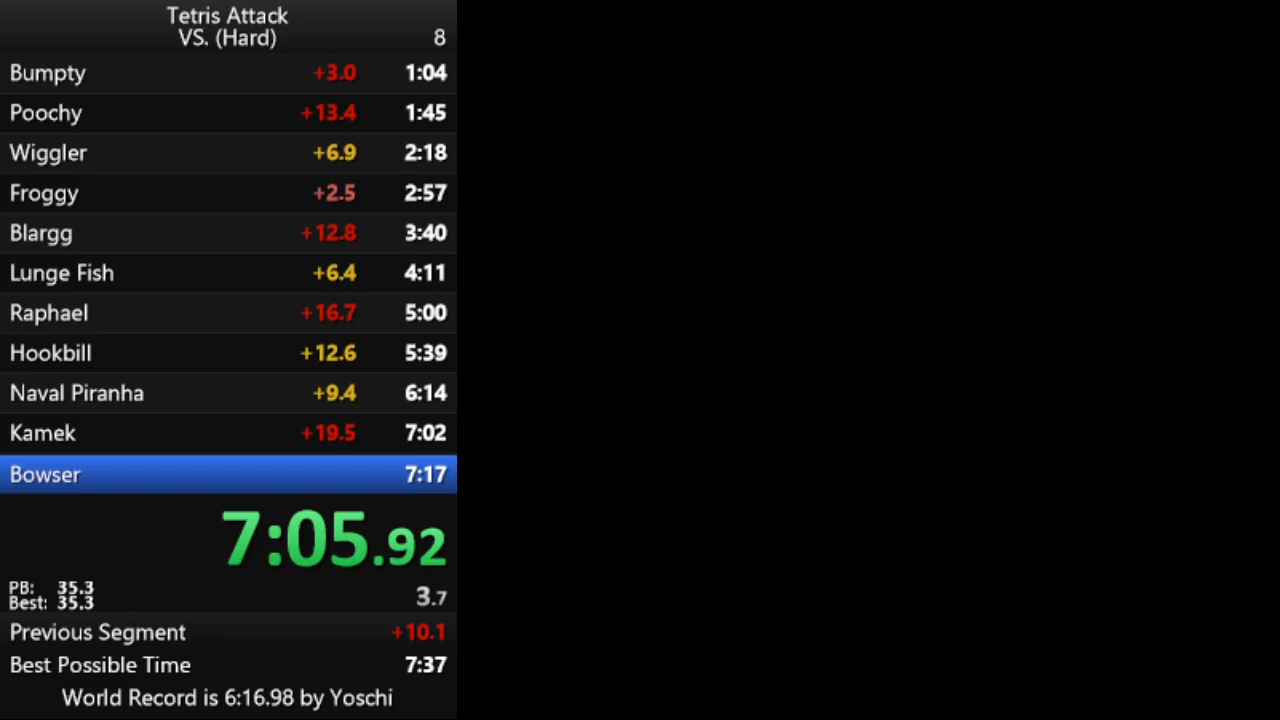 Tetris Attack
VS. (Hard) 8
Bumpty +3.0 1:04
Poochy +13.4 1:45
Wiggler +6.9 2:18
Froggy +2.5 2:57
Blargg +12.8 3:40
Lunge Fish +6.4 4:11
Raphael +16.7 5:00
Hookbill +12.6 5:39
Naval Piranha +9.4 6:14
Kamek +19.5 7:02
Bowser 7:17
7:05.92
PB: 35.3
Best: 35.3 3.7
Previous Segment +10.1
Best Possible Time 7:37
World Record is 6:16.98 by Yoschi